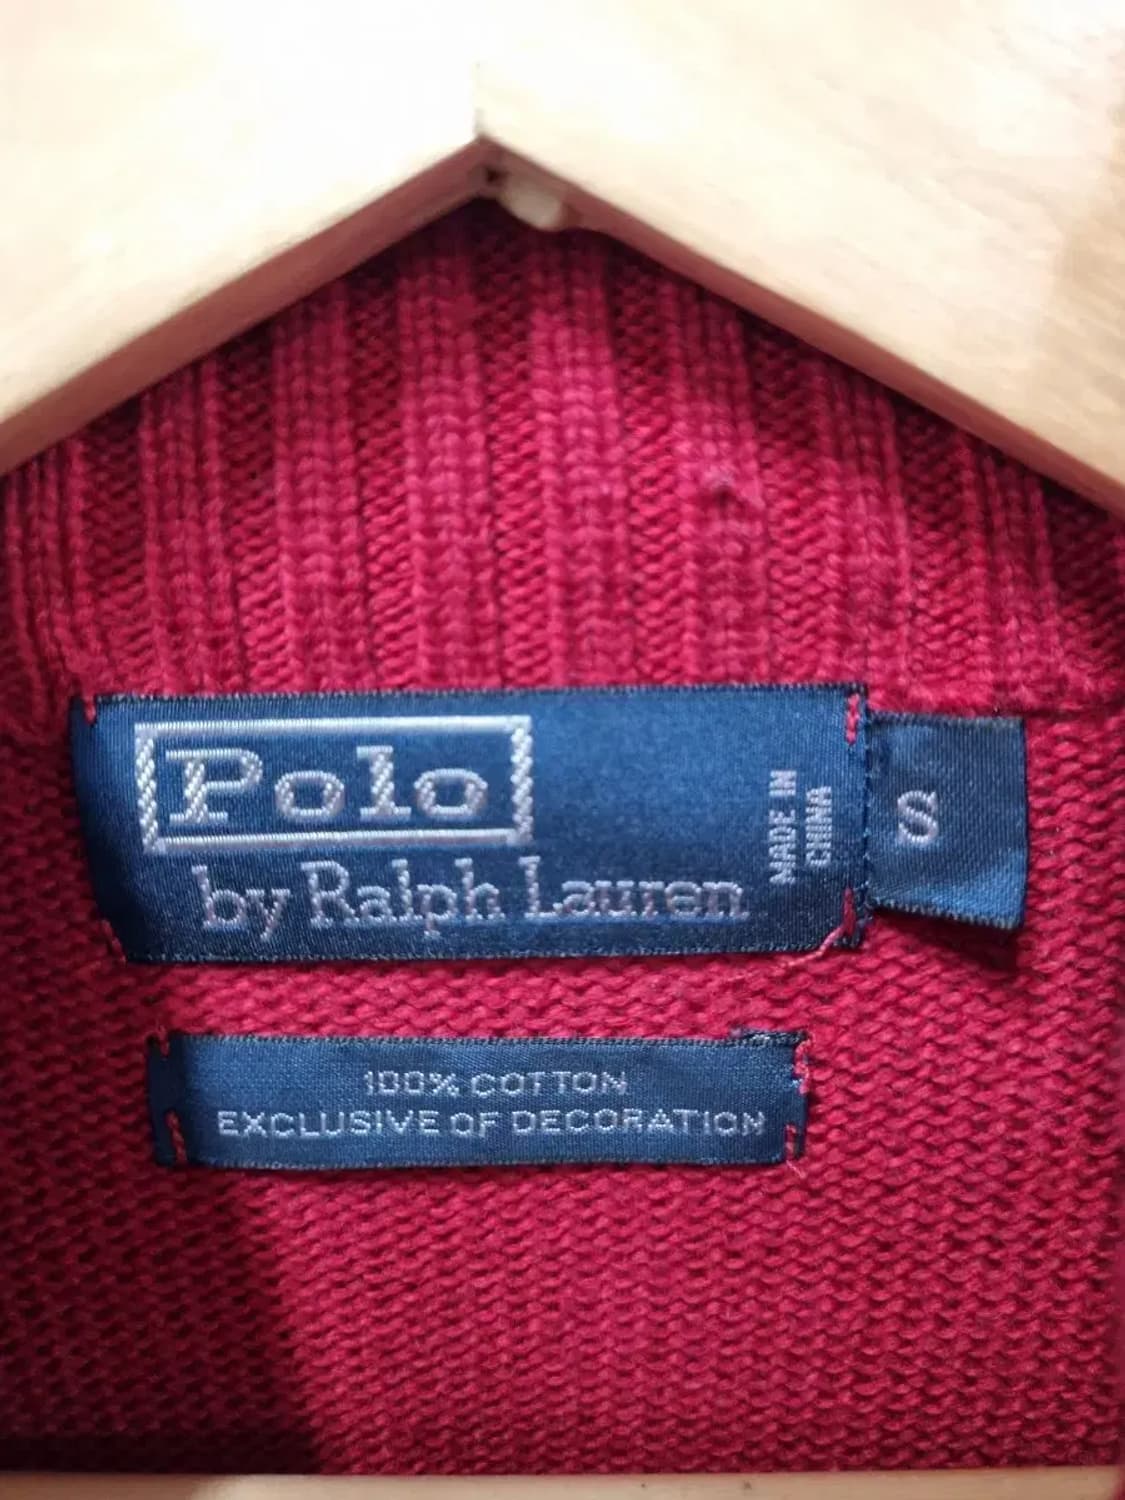 Polo
by Ralph Lauren
MADE IN
CHINA
S
100% COTTON
EXCLUSIVE OF DECORATION